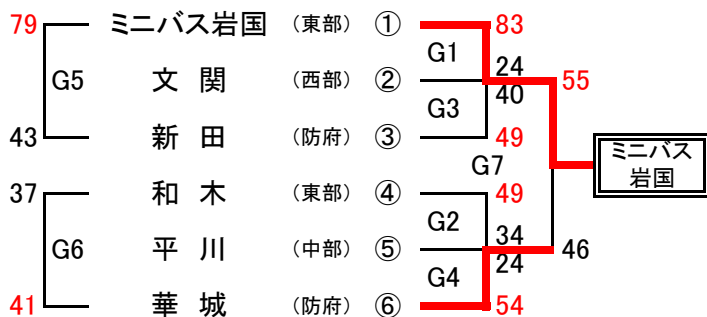 79 ミニバス岩国 （東部） ① 83
G1
24 55
G5 文 関 （西部） ②
40
G3
43 新 田 （防府） ③ 49
G7
ミニバス
岩国
37 和 木 （東部） ④ 49
G2
34 46
G6 平 川 （中部） ⑤
24
G4
41 華 城 （防府） ⑥ 54